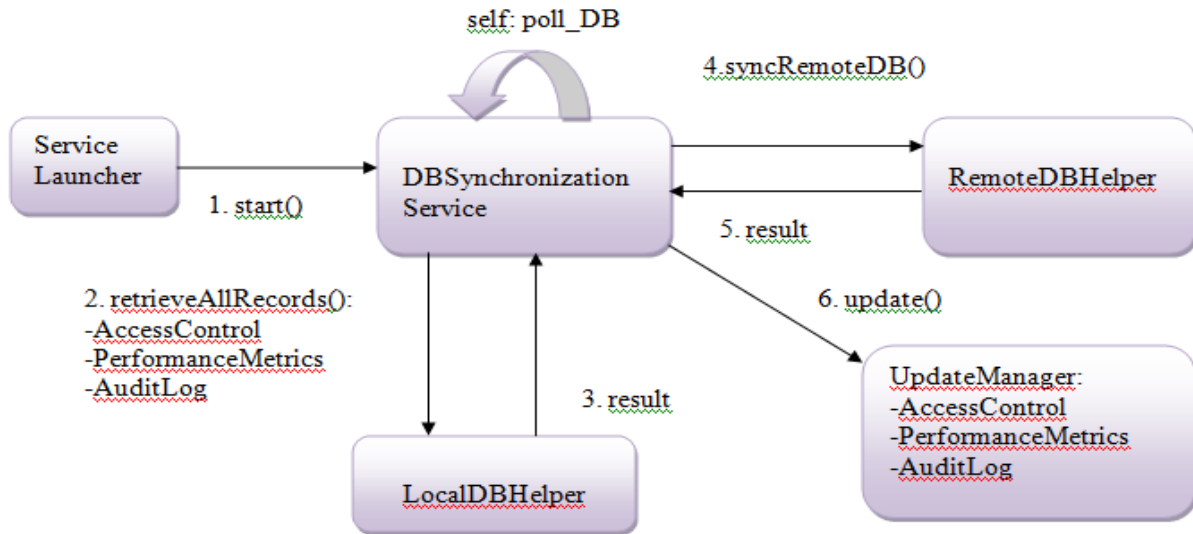 self: poll_DB
4.syncRemoteDB()
Service
Launcher
1. start()
DBSynchronization
Service
RemoteDBHelper
5. result
2. retrieveAllRecords():
-AccessControl
-PerformanceMetrics
-AuditLog
3. result
6. update()
UpdateManager:
-AccessControl
-PerformanceMetrics
-AuditLog
LocalDBHelper